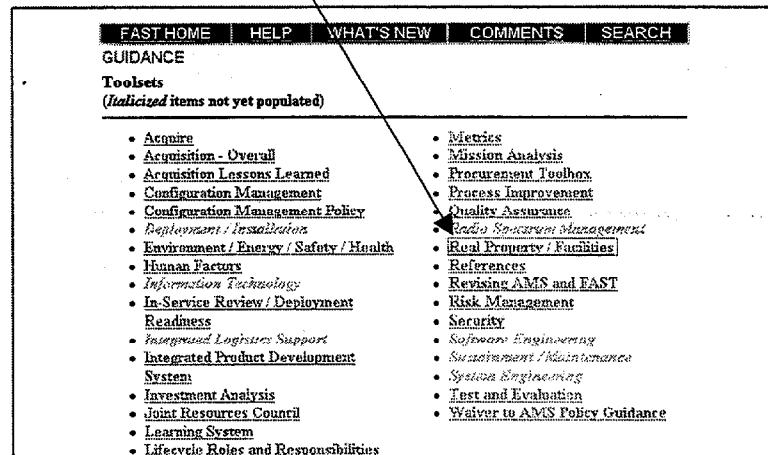 FAST HOME HELP WHAT'S NEW COMMENTS SEARCH
GUIDANCE
Toolsets
(Italicized items not yet populated)
• Acquire
• Acquisition - Overall
• Acquisition Lessons Learned
• Configuration Management
• Configuration Management Policy
• Deployment / Installation
• Environment / Energy / Safety / Health
• Human Factors
• Information Technology
• In-Service Review / Deployment
Readiness
• Integrated Logistics Support
• Integrated Product Development
System
• Investment Analysis
• Joint Resources Council
• Learning System
• Lifecycle Roles and Responsibilities
• Metrics
• Mission Analysis
• Procurement Toolbox
• Process Improvement
• Quality Assurance
• Radio Spectrum Management
• Real Property / Facilities
• References
• Revising AMS and FAST
• Risk Management
• Security
• Software Engineering
• Sustainment / Maintenance
• System Engineering
• Test and Evaluation
• Waiver to AMS Policy Guidance